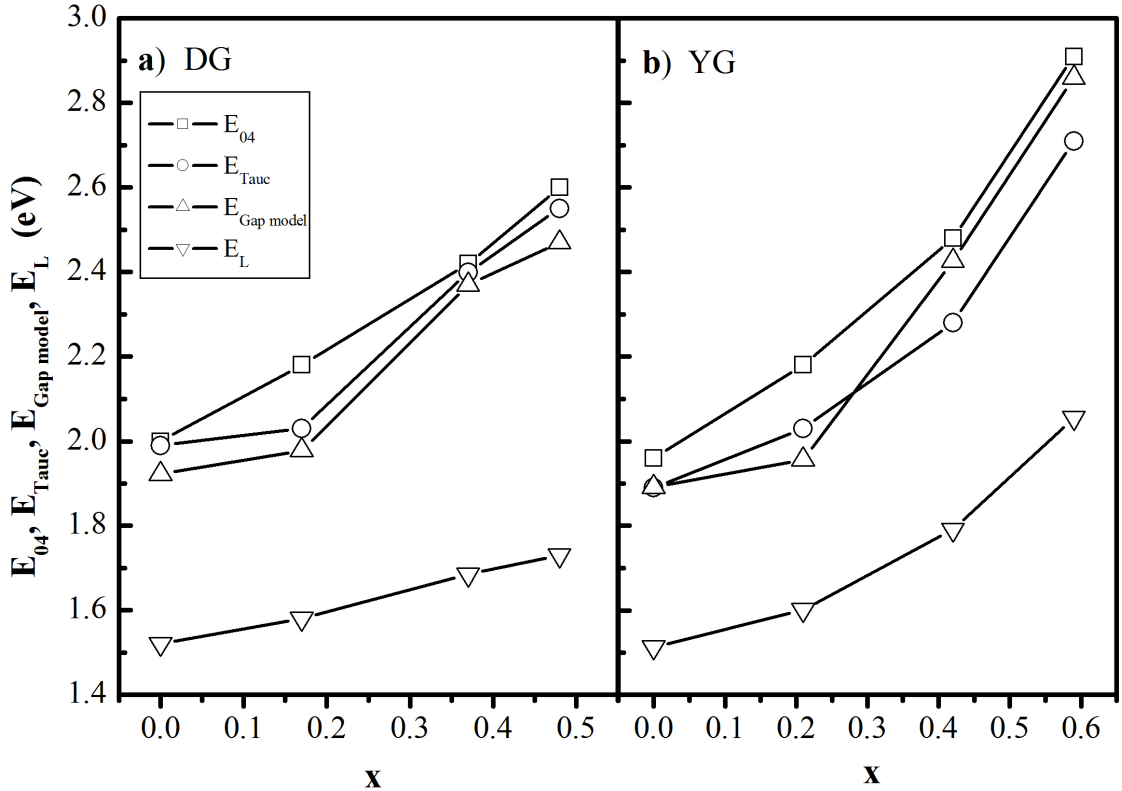 E04, ETauc, EGap model, EL (eV)
3.0
2.8
2.6
2.4
2.2
2.0
1.8
1.6
1.4
a) DG
E04
ETauc
EGap model
EL
0.0 0.1 0.2 0.3 0.4 0.5
x
b) YG
0.0 0.1 0.2 0.3 0.4 0.5 0.6
x